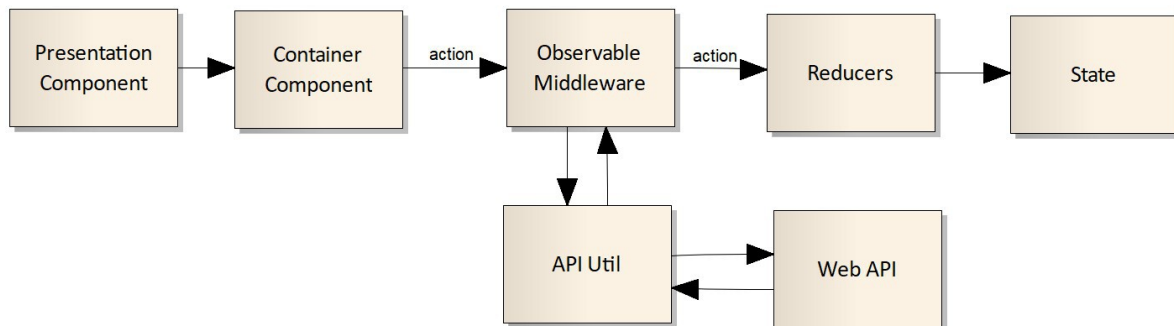 Presentation
Component
Container
Component
action
Observable
Middleware
action
Reducers
State
API Util
Web API